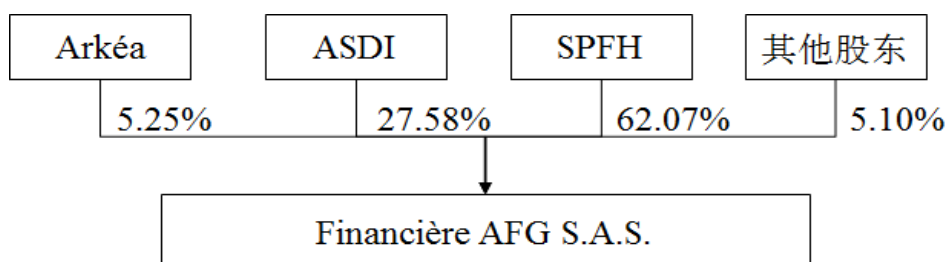 Arkéa ASDI SPFH 其他股东
5.25% 27.58% 62.07% 5.10%
Financière AFG S.A.S.